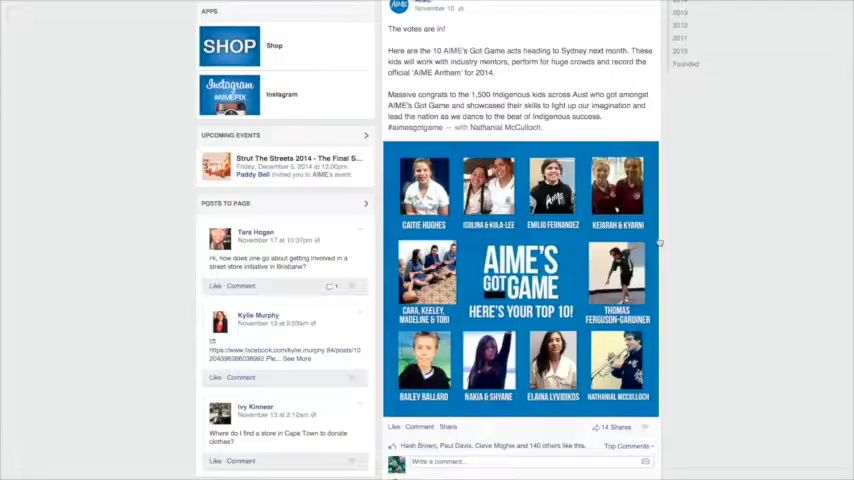 APPS
SHOP
Shop
Instagram
#AIMEFIX
Instagram
UPCOMING EVENTS
Strut The Streets 2014 - The Final S...
Friday, December 5, 2014 at 12:00pm
Paddy Bell invited you to AIME's event
POSTS TO PAGE
Tara Hogan
November 17 at 10:37pm
Hi, how does one go about getting involved in a
street store initiative in Brisbane?
Like · Comment
1
Kylie Murphy
November 13 at 9:03am
https://www.facebook.com/kylie.murphy.94/posts/10
Ple... See More
Like · Comment
Ivy Kinnear
November 13 at 2:12am
Where do I find a store in Cape Town to donate
clothes?
Like · Comment
AIME
November 10
The votes are in!
Here are the 10 AIME's Got Game acts heading to Sydney next month. These
kids will work with industry mentors, perform for huge crowds and record the
official 'AIME Anthem' for 2014.
Massive congrats to the 1,500 Indigenous kids across Aust who got amongst
AIME's Got Game and showcased their skills to light up our imagination and
lead the nation as we dance to the beat of Indigenous success.
#aimesgotgame — with Nathanial McCulloch.
CAITIE HUGHES
ISOLINA & KULA-LEE
EMILIO FERNANDEZ
KEIARAH & KYARNI
CARA, KEELEY,
MADELINE & TOBI
AIME'S
GOT GAME
HERE'S YOUR TOP 10!
THOMAS
FERGUSON-GARDINER
BAILEY BALLARD
NAKIA & SHYANE
ELAINA LYVIDIKOS
NATHANIAL MCCULLOCH
Like · Comment · Share
14 Shares
Hash Brown, Paul Davis, Cleve Moghie and 140 others like this.
Top Comments
Write a comment...
2013
2012
2011
2010
Founded